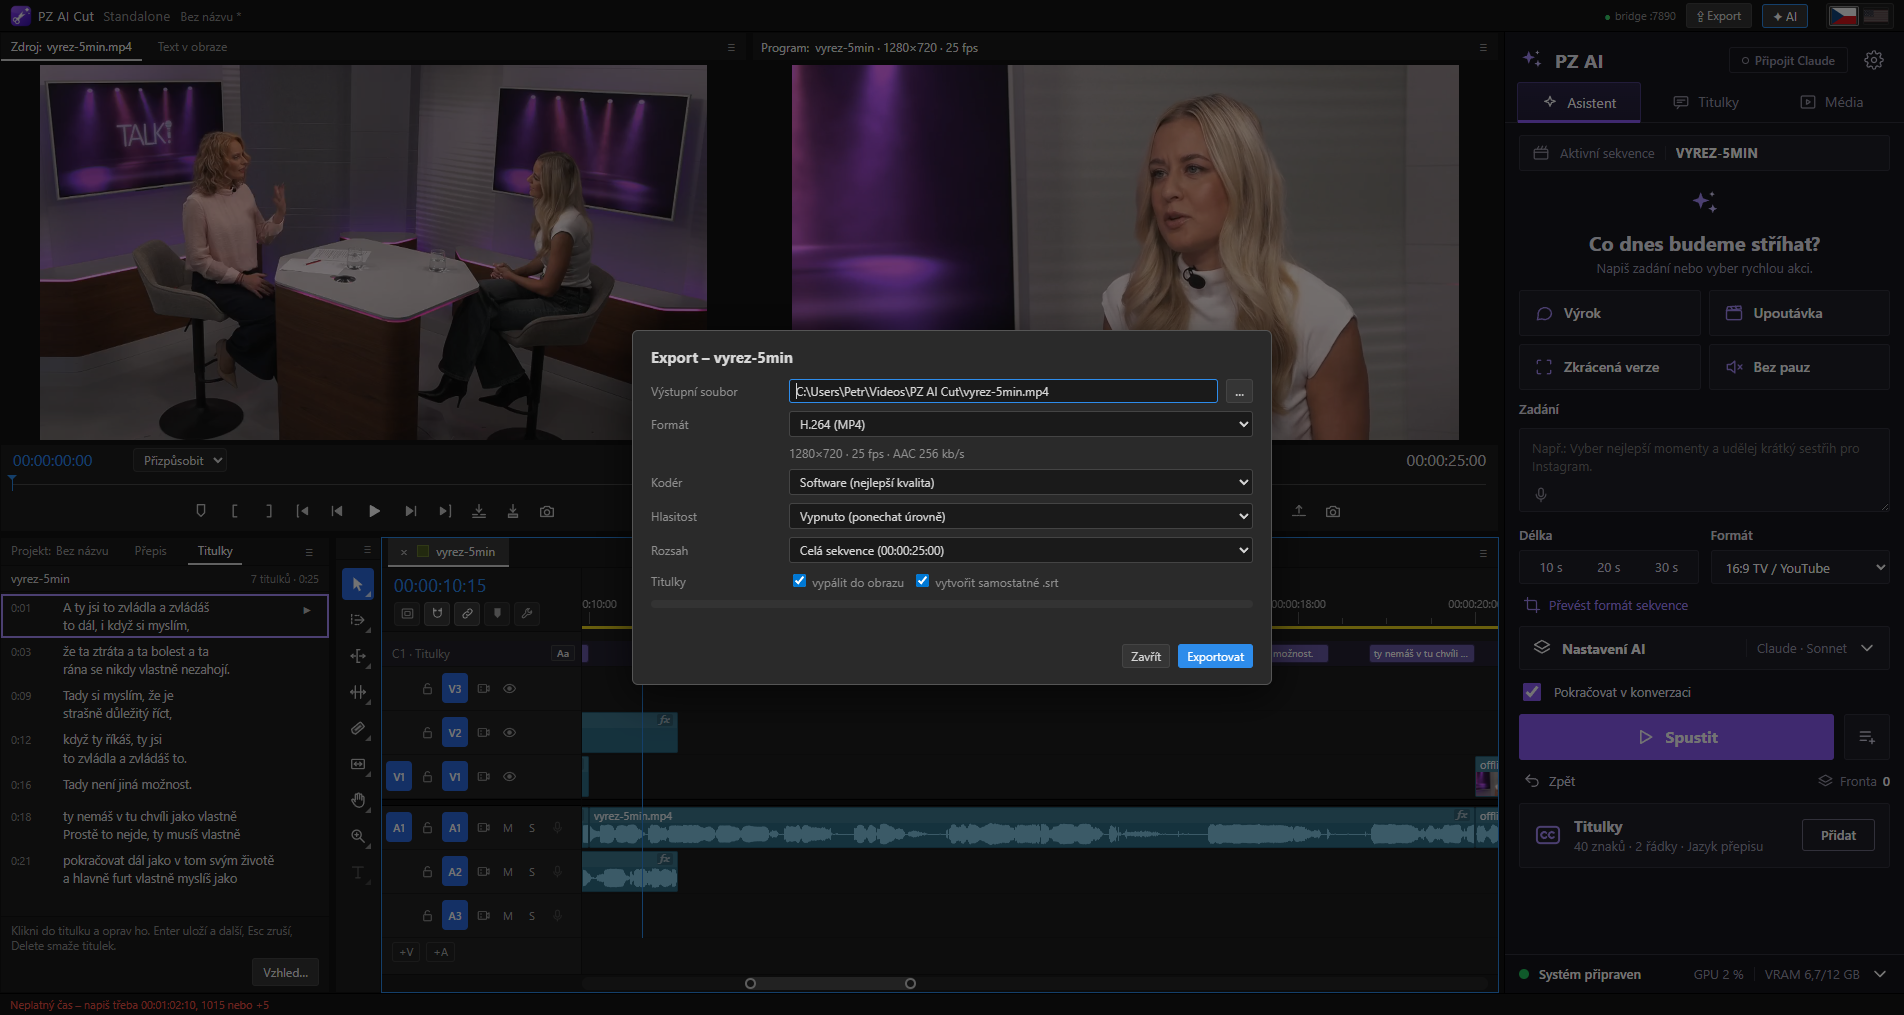 PZ AI Cut Standalone Bez názvu *
bridge :7890
Export
AI
Zdroj: vyrez-5min.mp4
Text v obraze
Program: vyrez-5min · 1280×720 · 25 fps
TALK!
00:00:00:00
Přizpůsobit
00:00:25:00
Export – vyrez-5min
Výstupní soubor
C:\Users\Petr\Videos\PZ AI Cut\vyrez-5min.mp4
...
Formát
H.264 (MP4)
1280×720 · 25 fps · AAC 256 kb/s
Kodér
Software (nejlepší kvalita)
Hlasitost
Vypnuto (ponechat úrovně)
Rozsah
Celá sekvence (00:00:25:00)
Titulky
vypálit do obrazu
vytvořit samostatné .srt
Zavřít
Exportovat
Projekt: Bez názvu
Přepis
Titulky
vyrez-5min
7 titulků · 0:25
0:01
A ty jsi to zvládla a zvládáš
to dál, i když si myslím,
0:03
že ta ztráta a ta bolest a ta
rána se nikdy vlastně nezahojí.
0:09
Tady si myslím, že je
strašně důležitý říct,
0:12
když ty říkáš, ty jsi
to zvládla a zvládáš to.
0:16
Tady není jiná možnost.
0:18
ty nemáš v tu chvíli jako vlastně
Prostě to nejde, ty musíš vlastně
0:21
pokračovat dál jako v tom svým životě
a hlavně furt vlastně myslíš jako
Klikni do titulku a oprav ho. Enter uloží a další, Esc zruší,
Delete smaže titulek.
Vzhled...
Neplatný čas – napiš třeba 00:01:02:10, 1015 nebo +5
vyrez-5min
00:00:10:15
0:10:00
00:00:18:00
00:00:20:0
C1 · Titulky
Aa
možnost.
ty nemáš v tu chvíli ...
V3
V2
fx
V1
V1
offli
A1
A1
M
S
vyrez-5min.mp4
fx
offli
A2
M
S
fx
A3
M
S
+V
+A
PZ AI
Připojit Claude
Asistent
Titulky
Média
Aktivní sekvence
VYREZ-5MIN
Co dnes budeme stříhat?
Napiš zadání nebo vyber rychlou akci.
Výrok
Upoutávka
Zkrácená verze
Bez pauz
Zadání
Např.: Vyber nejlepší momenty a udělej krátký sestřih pro
Instagram.
Délka
Formát
10 s
20 s
30 s
16:9 TV / YouTube
Převést formát sekvence
Nastavení AI
Claude · Sonnet
Pokračovat v konverzaci
Spustit
Zpět
Fronta 0
CC
Titulky
40 znaků · 2 řádky · Jazyk přepisu
Přidat
Systém připraven
GPU 2 %
VRAM 6,7/12 GB